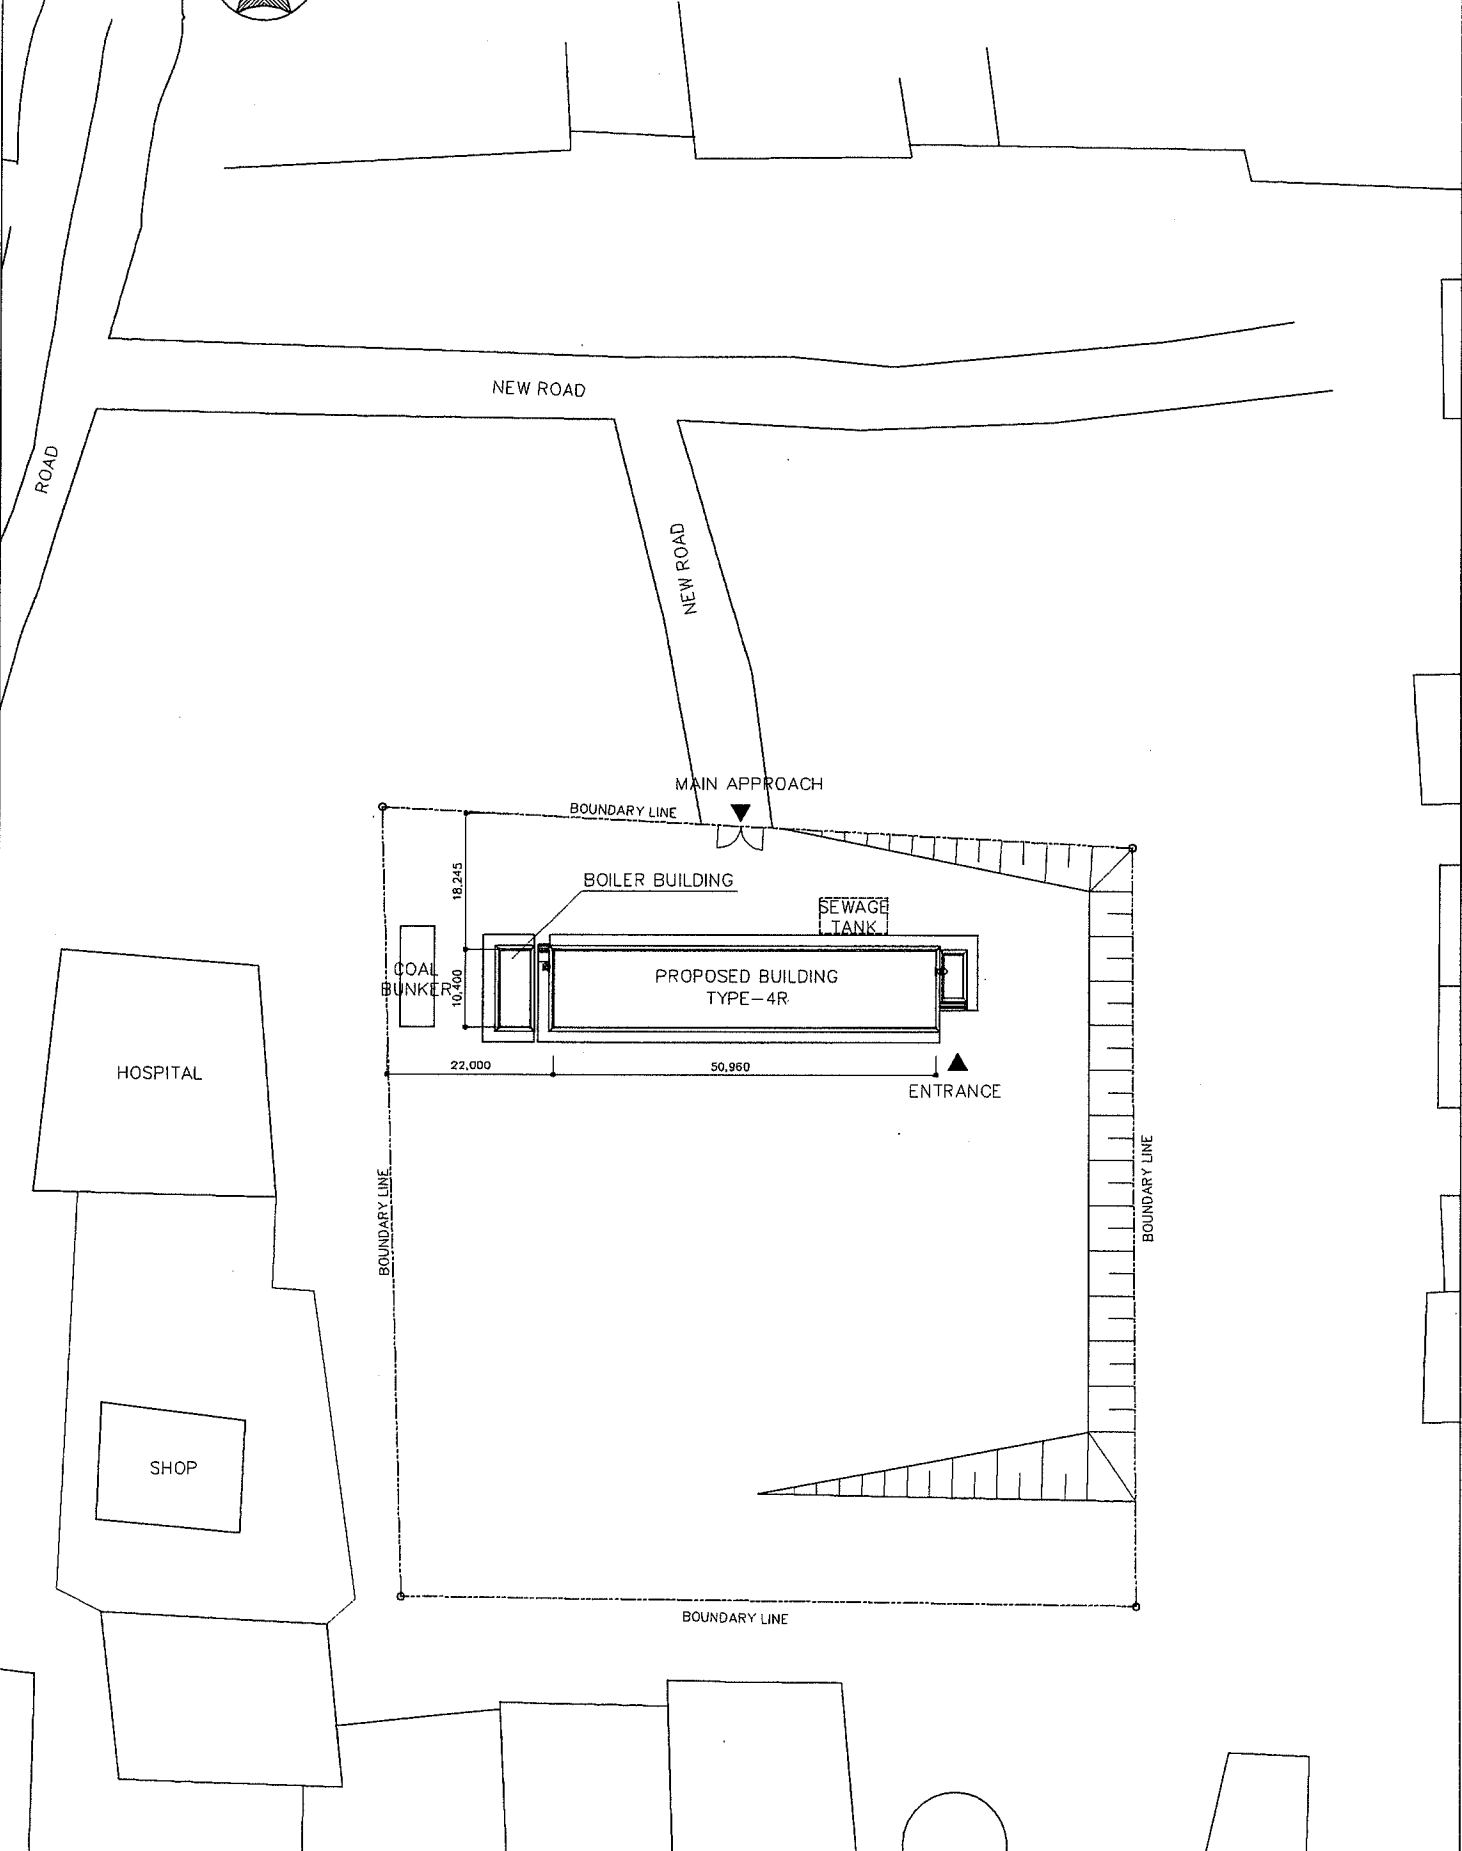 NEW ROAD
ROAD
NEW ROAD
MAIN APPROACH
BOUNDARY LINE
18,245
BOILER BUILDING
SEWAGE
TANK
COAL
BUNKER
10,400
PROPOSED BUILDING
TYPE-4R
HOSPITAL
22,000
50,960
ENTRANCE
BOUNDARY LINE
BOUNDARY LINE
SHOP
BOUNDARY LINE